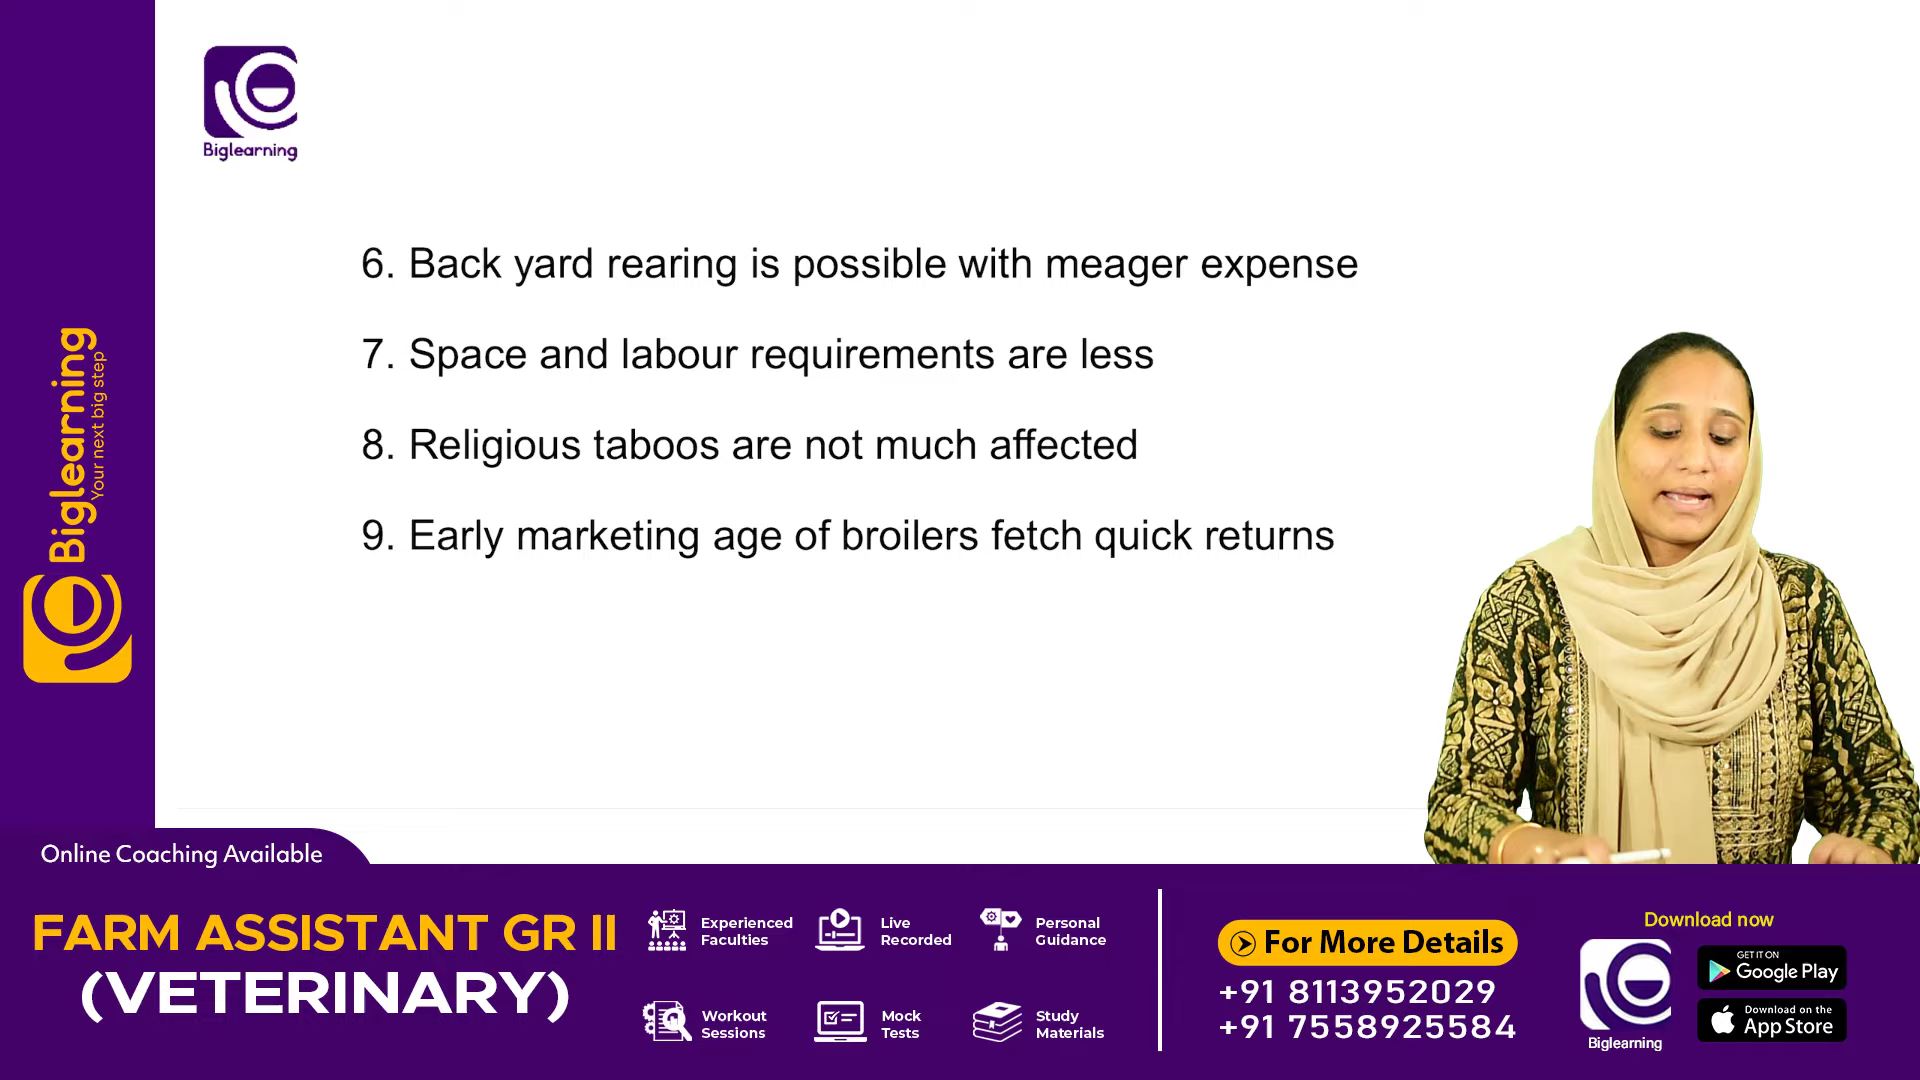 Biglearning
6. Back yard rearing is possible with meager expense
7. Space and labour requirements are less
8. Religious taboos are not much affected
9. Early marketing age of broilers fetch quick returns
Biglearning
Your next big step
Online Coaching Available
FARM ASSISTANT GR II
(VETERINARY)
Experienced
Faculties
Live
Recorded
Personal
Guidance
Workout
Sessions
Mock
Tests
Study
Materials
For More Details
+91 8113952029
+91 7558925584
Download now
Biglearning
GET IT ON
Google Play
Download on the
App Store